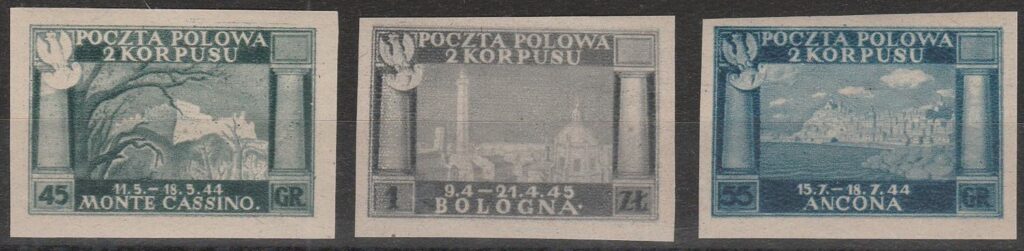 POCZTA POLOWA
2 KORPUSU
45 GR.
11.5.–18.5.44
MONTE CASSINO.
POCZTA POLOWA
2 KORPUSU
1 ZŁ
9.4–21.4.45
BOLOGNA.
POCZTA POLOWA
2 KORPUSU
55 GR.
15.7.–18.7.44
ANCONA